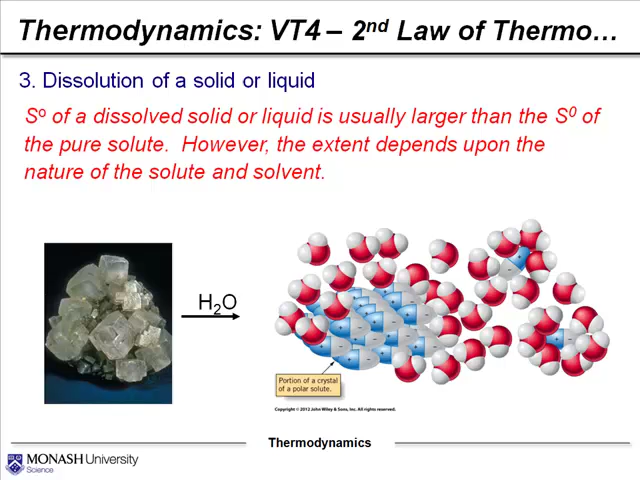 Thermodynamics: VT4 – 2nd Law of Thermo…
3. Dissolution of a solid or liquid
So of a dissolved solid or liquid is usually larger than the S0 of
the pure solute. However, the extent depends upon the
nature of the solute and solvent.
H2O
Portion of a crystal
of a polar solute.
Copyright © 2012 John Wiley & Sons, Inc. All rights reserved.
Thermodynamics
MONASH University
Science